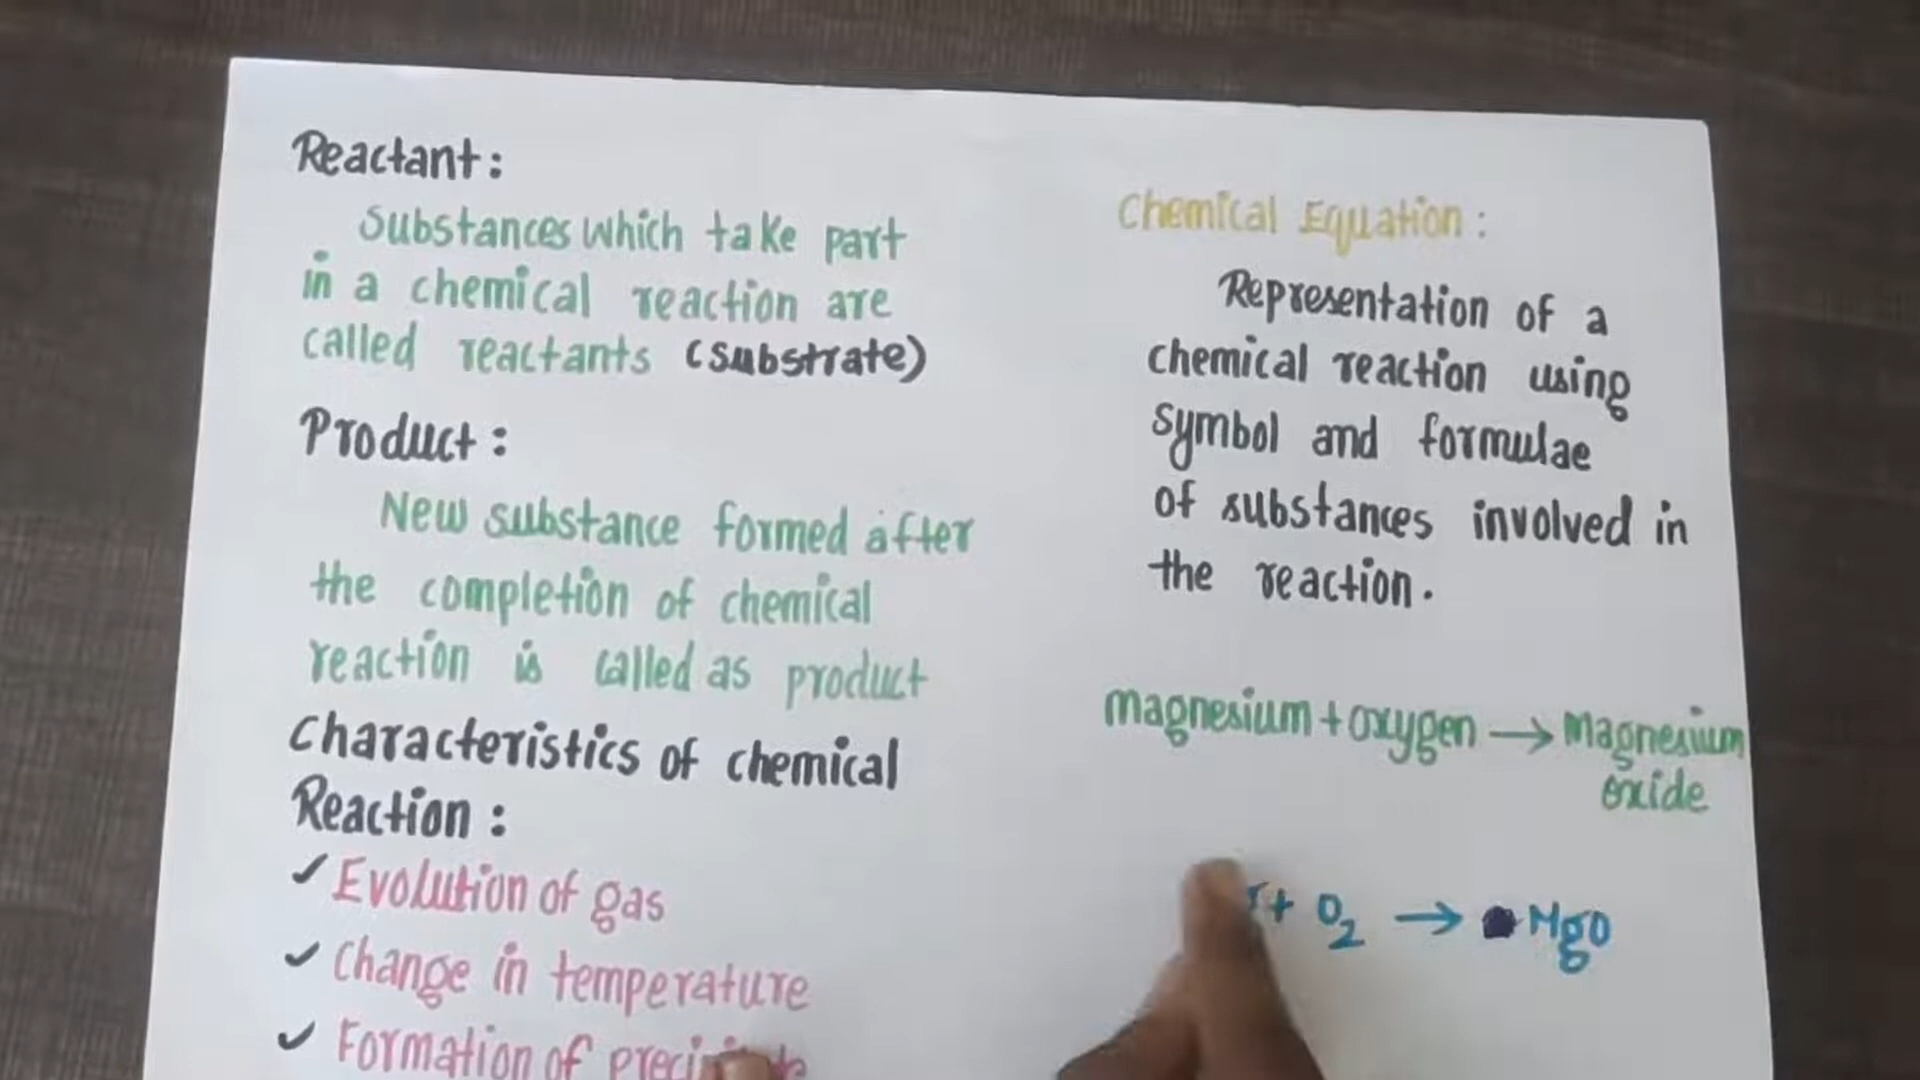 Reactant:
Substances which take part
in a chemical reaction are
called reactants (substrate)
Product:
New substance formed after
the completion of chemical
reaction is called as product
Characteristics of chemical
Reaction:
✓ Evolution of gas
✓ Change in temperature
✓ Formation of
Chemical Equation:
Representation of a
chemical reaction using
symbol and formulae
of substances involved in
the reaction.
Magnesium + oxygen → Magnesium
oxide
+ O₂ → MgO